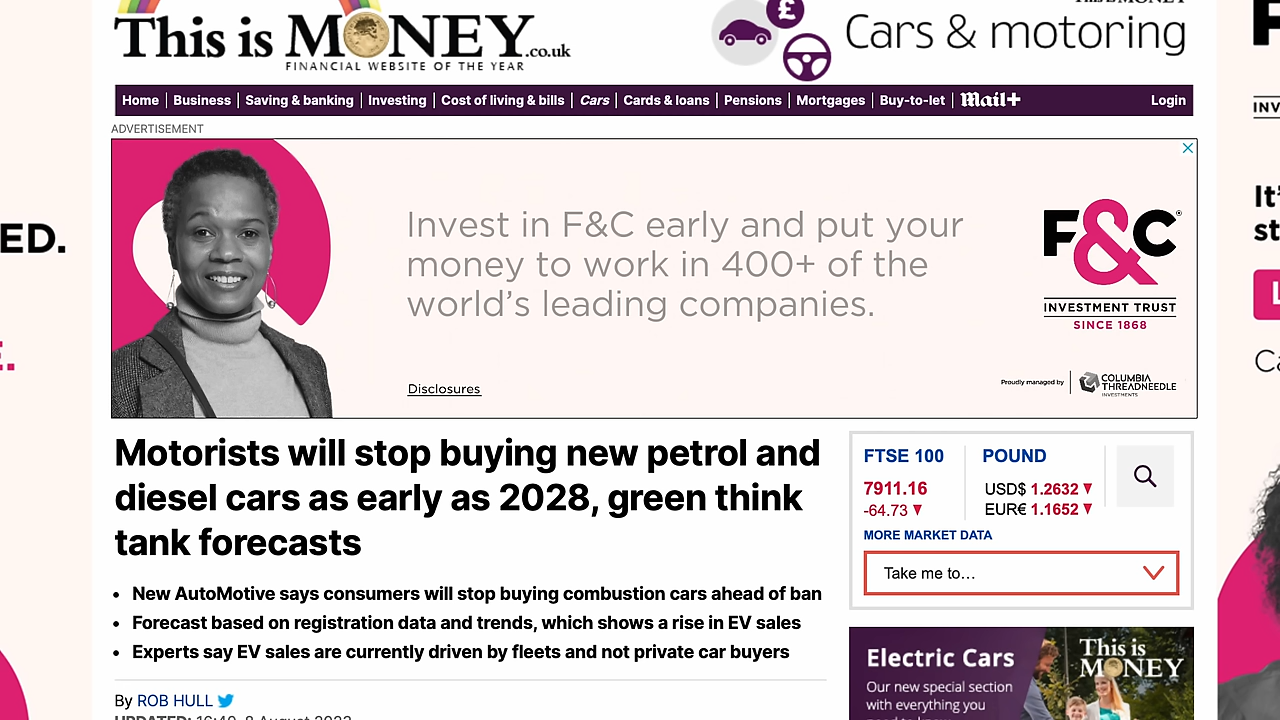 This is MONEY.co.uk
FINANCIAL WEBSITE OF THE YEAR
£
Cars & motoring
Home Business Saving & banking Investing Cost of living & bills Cars Cards & loans Pensions Mortgages Buy-to-let Mail+ Login
ADVERTISEMENT
ED.
E.
Invest in F&C early and put your
money to work in 400+ of the
world's leading companies.
Disclosures
F&C®
INVESTMENT TRUST
SINCE 1868
Proudly managed by
COLUMBIA
THREADNEEDLE
INVESTMENTS
F
INV
It'
st
L
Ca
Motorists will stop buying new petrol and
diesel cars as early as 2028, green think
tank forecasts
• New AutoMotive says consumers will stop buying combustion cars ahead of ban
• Forecast based on registration data and trends, which shows a rise in EV sales
• Experts say EV sales are currently driven by fleets and not private car buyers
By ROB HULL
FTSE 100
7911.16
-64.73 ▼
POUND
USD$ 1.2632 ▼
EUR€ 1.1652 ▼
MORE MARKET DATA
Take me to...
Electric Cars
Our new special section
with everything you
This is
MONEY